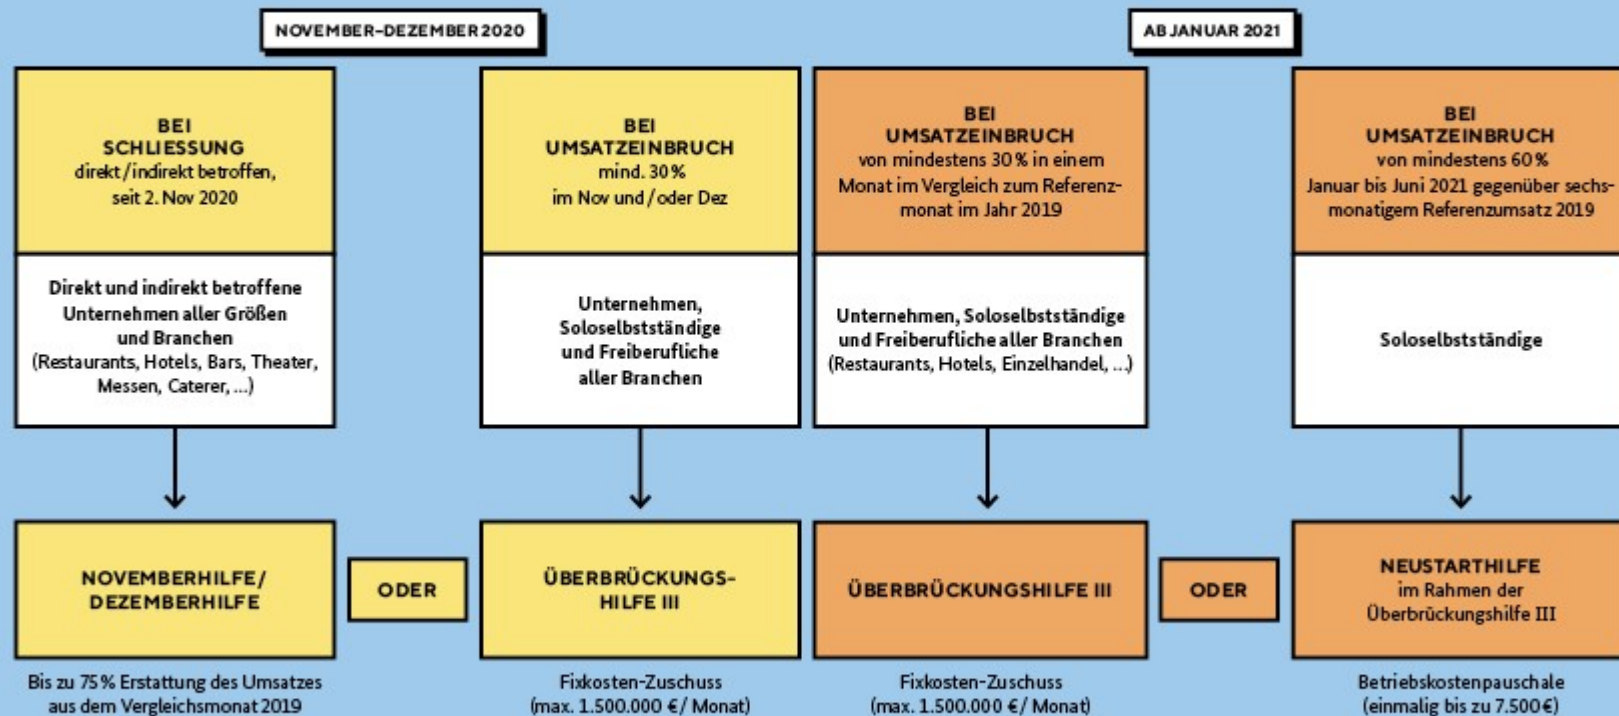 NOVEMBER–DEZEMBER 2020
BEI
SCHLIESSUNG
direkt/indirekt betroffen,
seit 2. Nov 2020
Direkt und indirekt betroffene
Unternehmen aller Größen
und Branchen
(Restaurants, Hotels, Bars, Theater,
Messen, Caterer, ...)
NOVEMBERHILFE/
DEZEMBERHILFE
Bis zu 75% Erstattung des Umsatzes
aus dem Vergleichsmonat 2019
ODER
BEI
UMSATZEINBRUCH
mind. 30%
im Nov und/oder Dez
Unternehmen,
Soloselbstständige
und Freiberufliche
aller Branchen
ÜBERBRÜCKUNGS-
HILFE III
Fixkosten-Zuschuss
(max. 1.500.000 €/ Monat)
AB JANUAR 2021
BEI
UMSATZEINBRUCH
von mindestens 30% in einem
Monat im Vergleich zum Referenz-
monat im Jahr 2019
Unternehmen, Soloselbstständige
und Freiberufliche aller Branchen
(Restaurants, Hotels, Einzelhandel, ...)
ÜBERBRÜCKUNGSHILFE III
Fixkosten-Zuschuss
(max. 1.500.000 €/ Monat)
ODER
BEI
UMSATZEINBRUCH
von mindestens 60%
Januar bis Juni 2021 gegenüber sechs-
monatigem Referenzumsatz 2019
Soloselbstständige
NEUSTARTHILFE
im Rahmen der
Überbrückungshilfe III
Betriebskostenpauschale
(einmalig bis zu 7.500€)